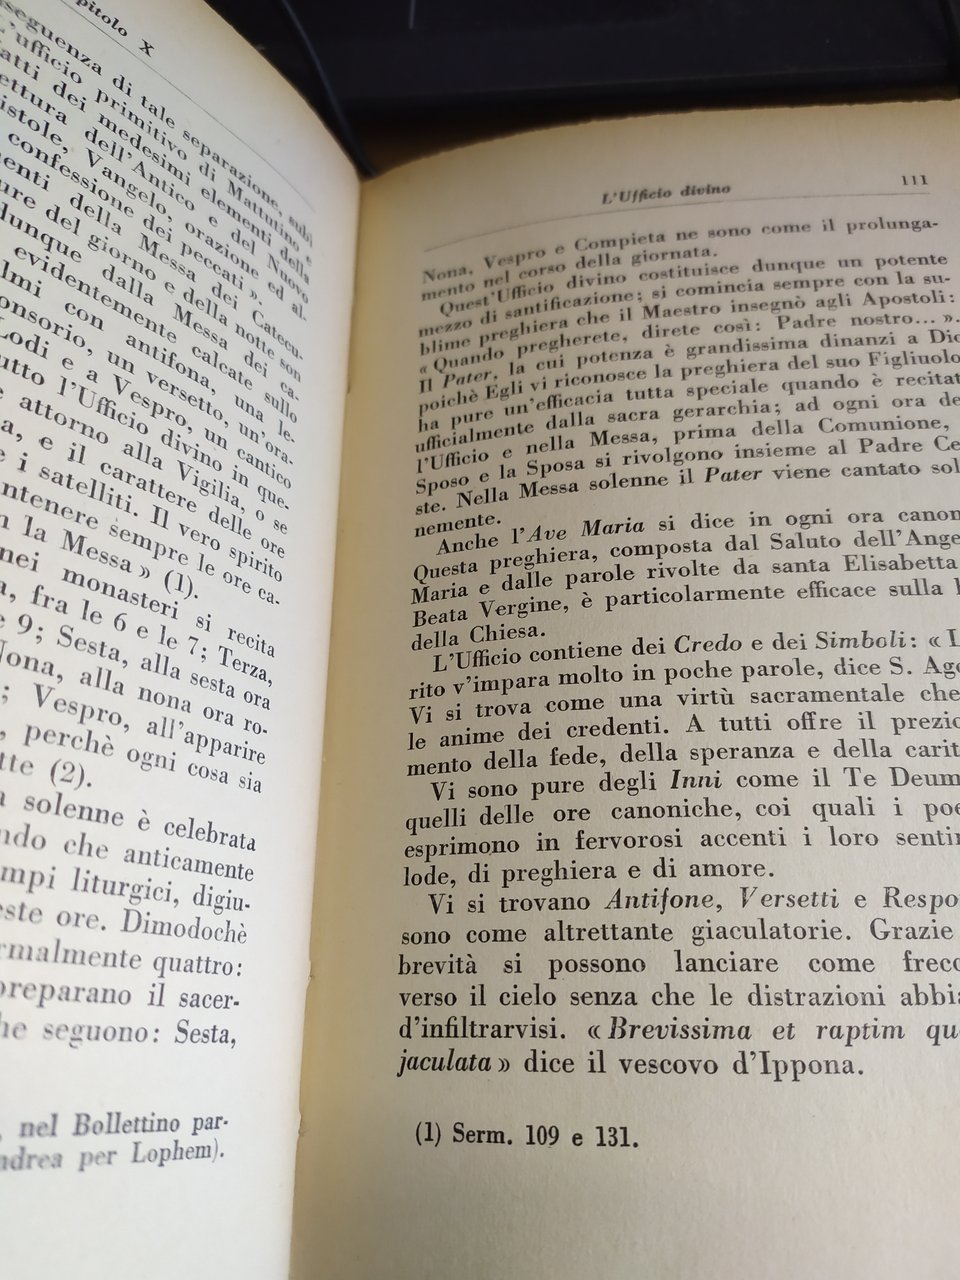 pitolo X
seguenza di tale separazione, subì
l'ufficio primitivo di Mattutino e
fatti dei medesimi elementi della
ettura dell'Antico e del Nuovo
istole, Vangelo, orazione ed al-
confessione dei peccati ».
menti della Messa dei Catecu-
ure del giorno e della notte son
dunque dalla Messa dei ca-
evidentemente calcate sullo
lmi con antifona, una le-
onsorio, un versetto, un'ora-
Lodi e a Vespro, un cantico
utto l'Ufficio divino in que-
e attorno alla Vigilia, o se
a, e il carattere delle ore
e i satelliti. Il vero spirito
ntenere sempre le ore ca-
n la Messa » (1).
nei monasteri si recita
a, fra le 6 e le 7; Terza,
e 9; Sesta, alla sesta ora
Nona, alla nona ora ro-
; Vespro, all'apparire
, perchè ogni cosa sia
tte (2).
a solenne è celebrata
ndo che anticamente
mpi liturgici, digiu-
este ore. Dimodochè
rmalmente quattro:
preparano il sacer-
he seguono: Sesta,
, nel Bollettino par-
ndrea per Lophem).
L'Ufficio divino 111
Nona, Vespro e Compieta ne sono come il prolunga-
mento nel corso della giornata.
Quest'Ufficio divino costituisce dunque un potente
mezzo di santificazione; si comincia sempre con la su-
blime preghiera che il Maestro insegnò agli Apostoli:
« Quando pregherete, direte così: Padre nostro... ».
Il Pater, la cui potenza è grandissima dinanzi a Dio
poichè Egli vi riconosce la preghiera del suo Figliuolo
ha pure un'efficacia tutta speciale quando è recitat
ufficialmente dalla sacra gerarchia; ad ogni ora de
l'Ufficio e nella Messa, prima della Comunione,
Sposo e la Sposa si rivolgono insieme al Padre Ce
ste. Nella Messa solenne il Pater viene cantato sol
nemente.
Anche l'Ave Maria si dice in ogni ora canon
Questa preghiera, composta dal Saluto dell'Ange
Maria e dalle parole rivolte da santa Elisabetta
Beata Vergine, è particolarmente efficace sulla
della Chiesa.
L'Ufficio contiene dei Credo e dei Simboli: « L
rito v'impara molto in poche parole, dice S. Ago
Vi si trova come una virtù sacramentale che
le anime dei credenti. A tutti offre il prezio
mento della fede, della speranza e della carit
Vi sono pure degli Inni come il Te Deum
quelli delle ore canoniche, coi quali i poe
esprimono in fervorosi accenti i loro sentin
lode, di preghiera e di amore.
Vi si trovano Antifone, Versetti e Respo
sono come altrettante giaculatorie. Grazie
brevità si possono lanciare come frecc
verso il cielo senza che le distrazioni abbia
d'infiltrarvisi. « Brevissima et raptim qu
jaculata » dice il vescovo d'Ippona.
(1) Serm. 109 e 131.